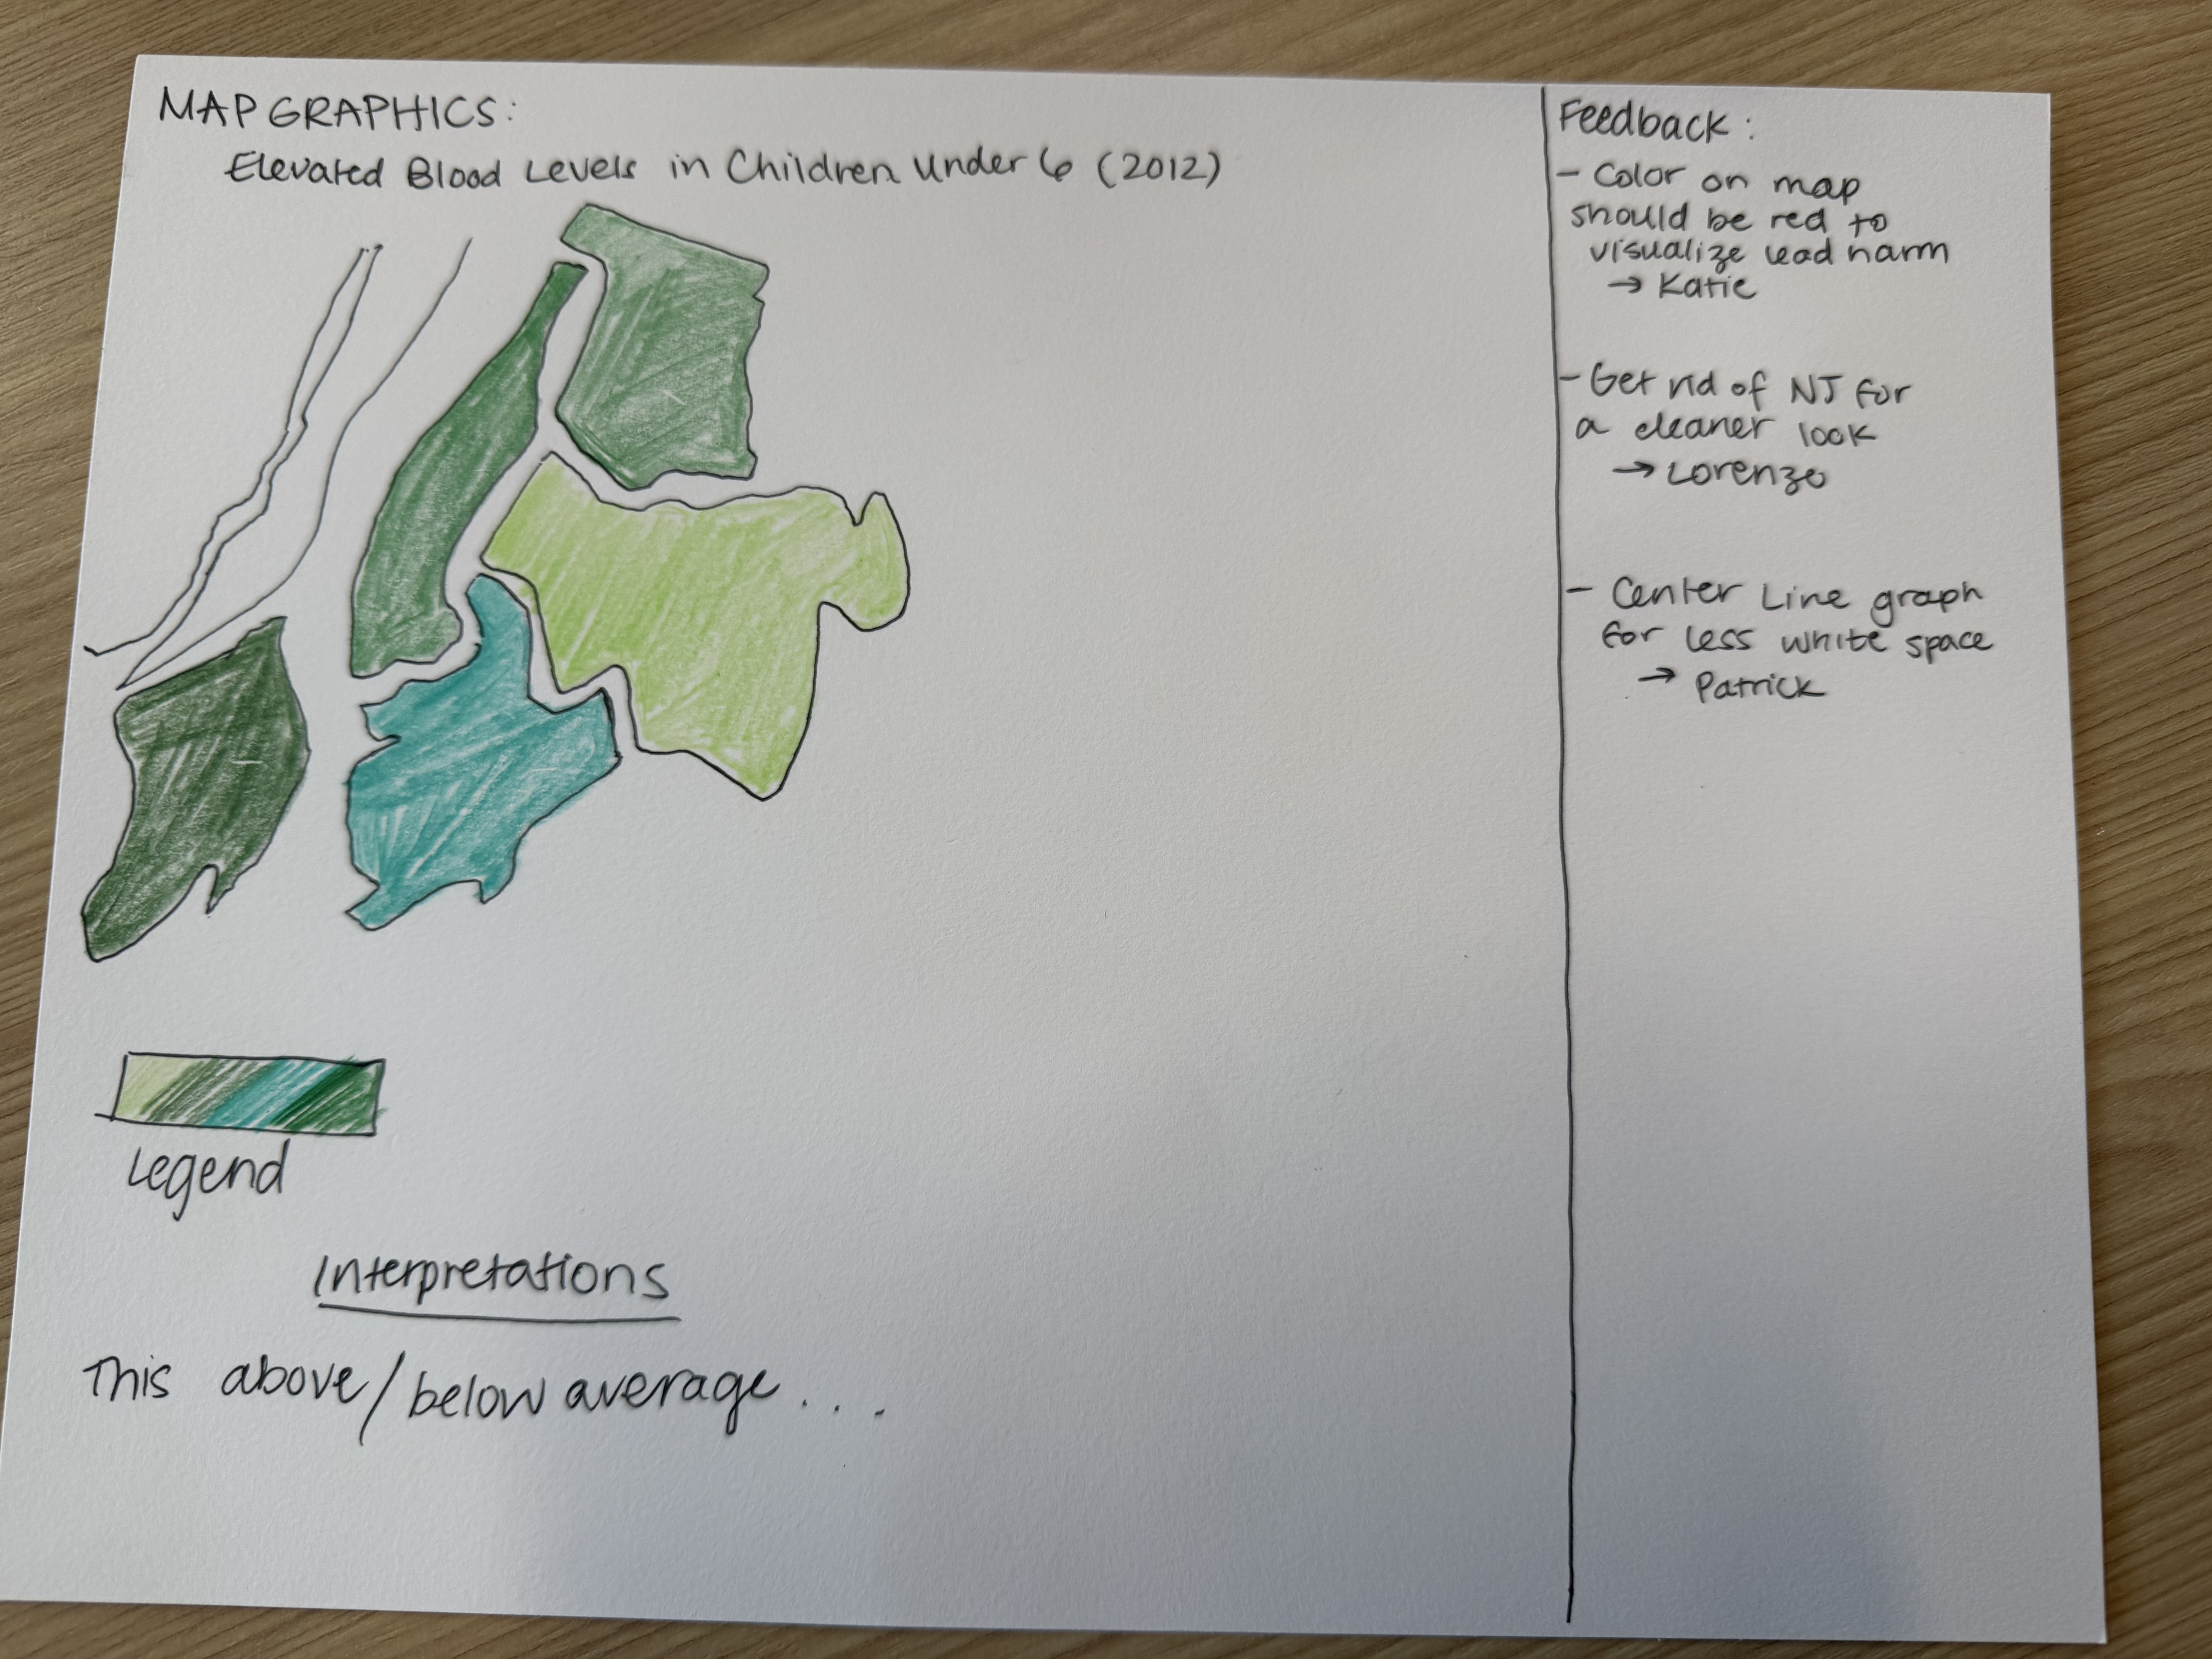 MAP GRAPHICS:
Elevated Blood Levels in Children under 6 (2012)
Legend
Interpretations
This above/below average...
Feedback:
- Color on map
should be red to
visualize lead harm
→ Katie
- Get rid of NJ for
a cleaner look
→ Lorenzo
- Center Line graph
for less white space
→ Patrick